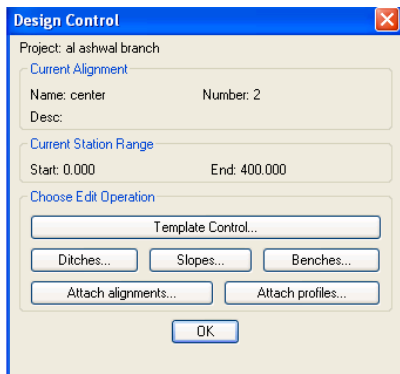 Design Control
Project: al ashwal branch
Current Alignment
Name: center Number: 2
Desc:
Current Station Range
Start: 0.000 End: 400.000
Choose Edit Operation
Template Control...
Ditches... Slopes... Benches...
Attach alignments... Attach profiles...
OK